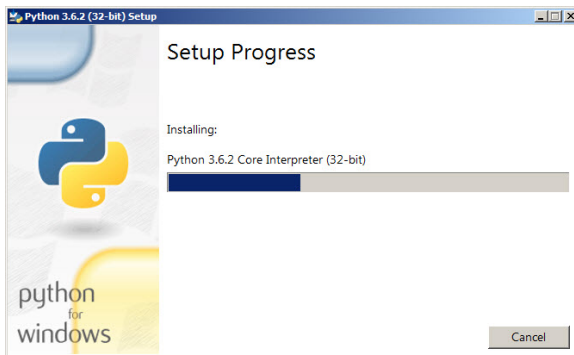 Python 3.6.2 (32-bit) Setup
Setup Progress
Installing:
Python 3.6.2 Core Interpreter (32-bit)
python
for
windows
Cancel